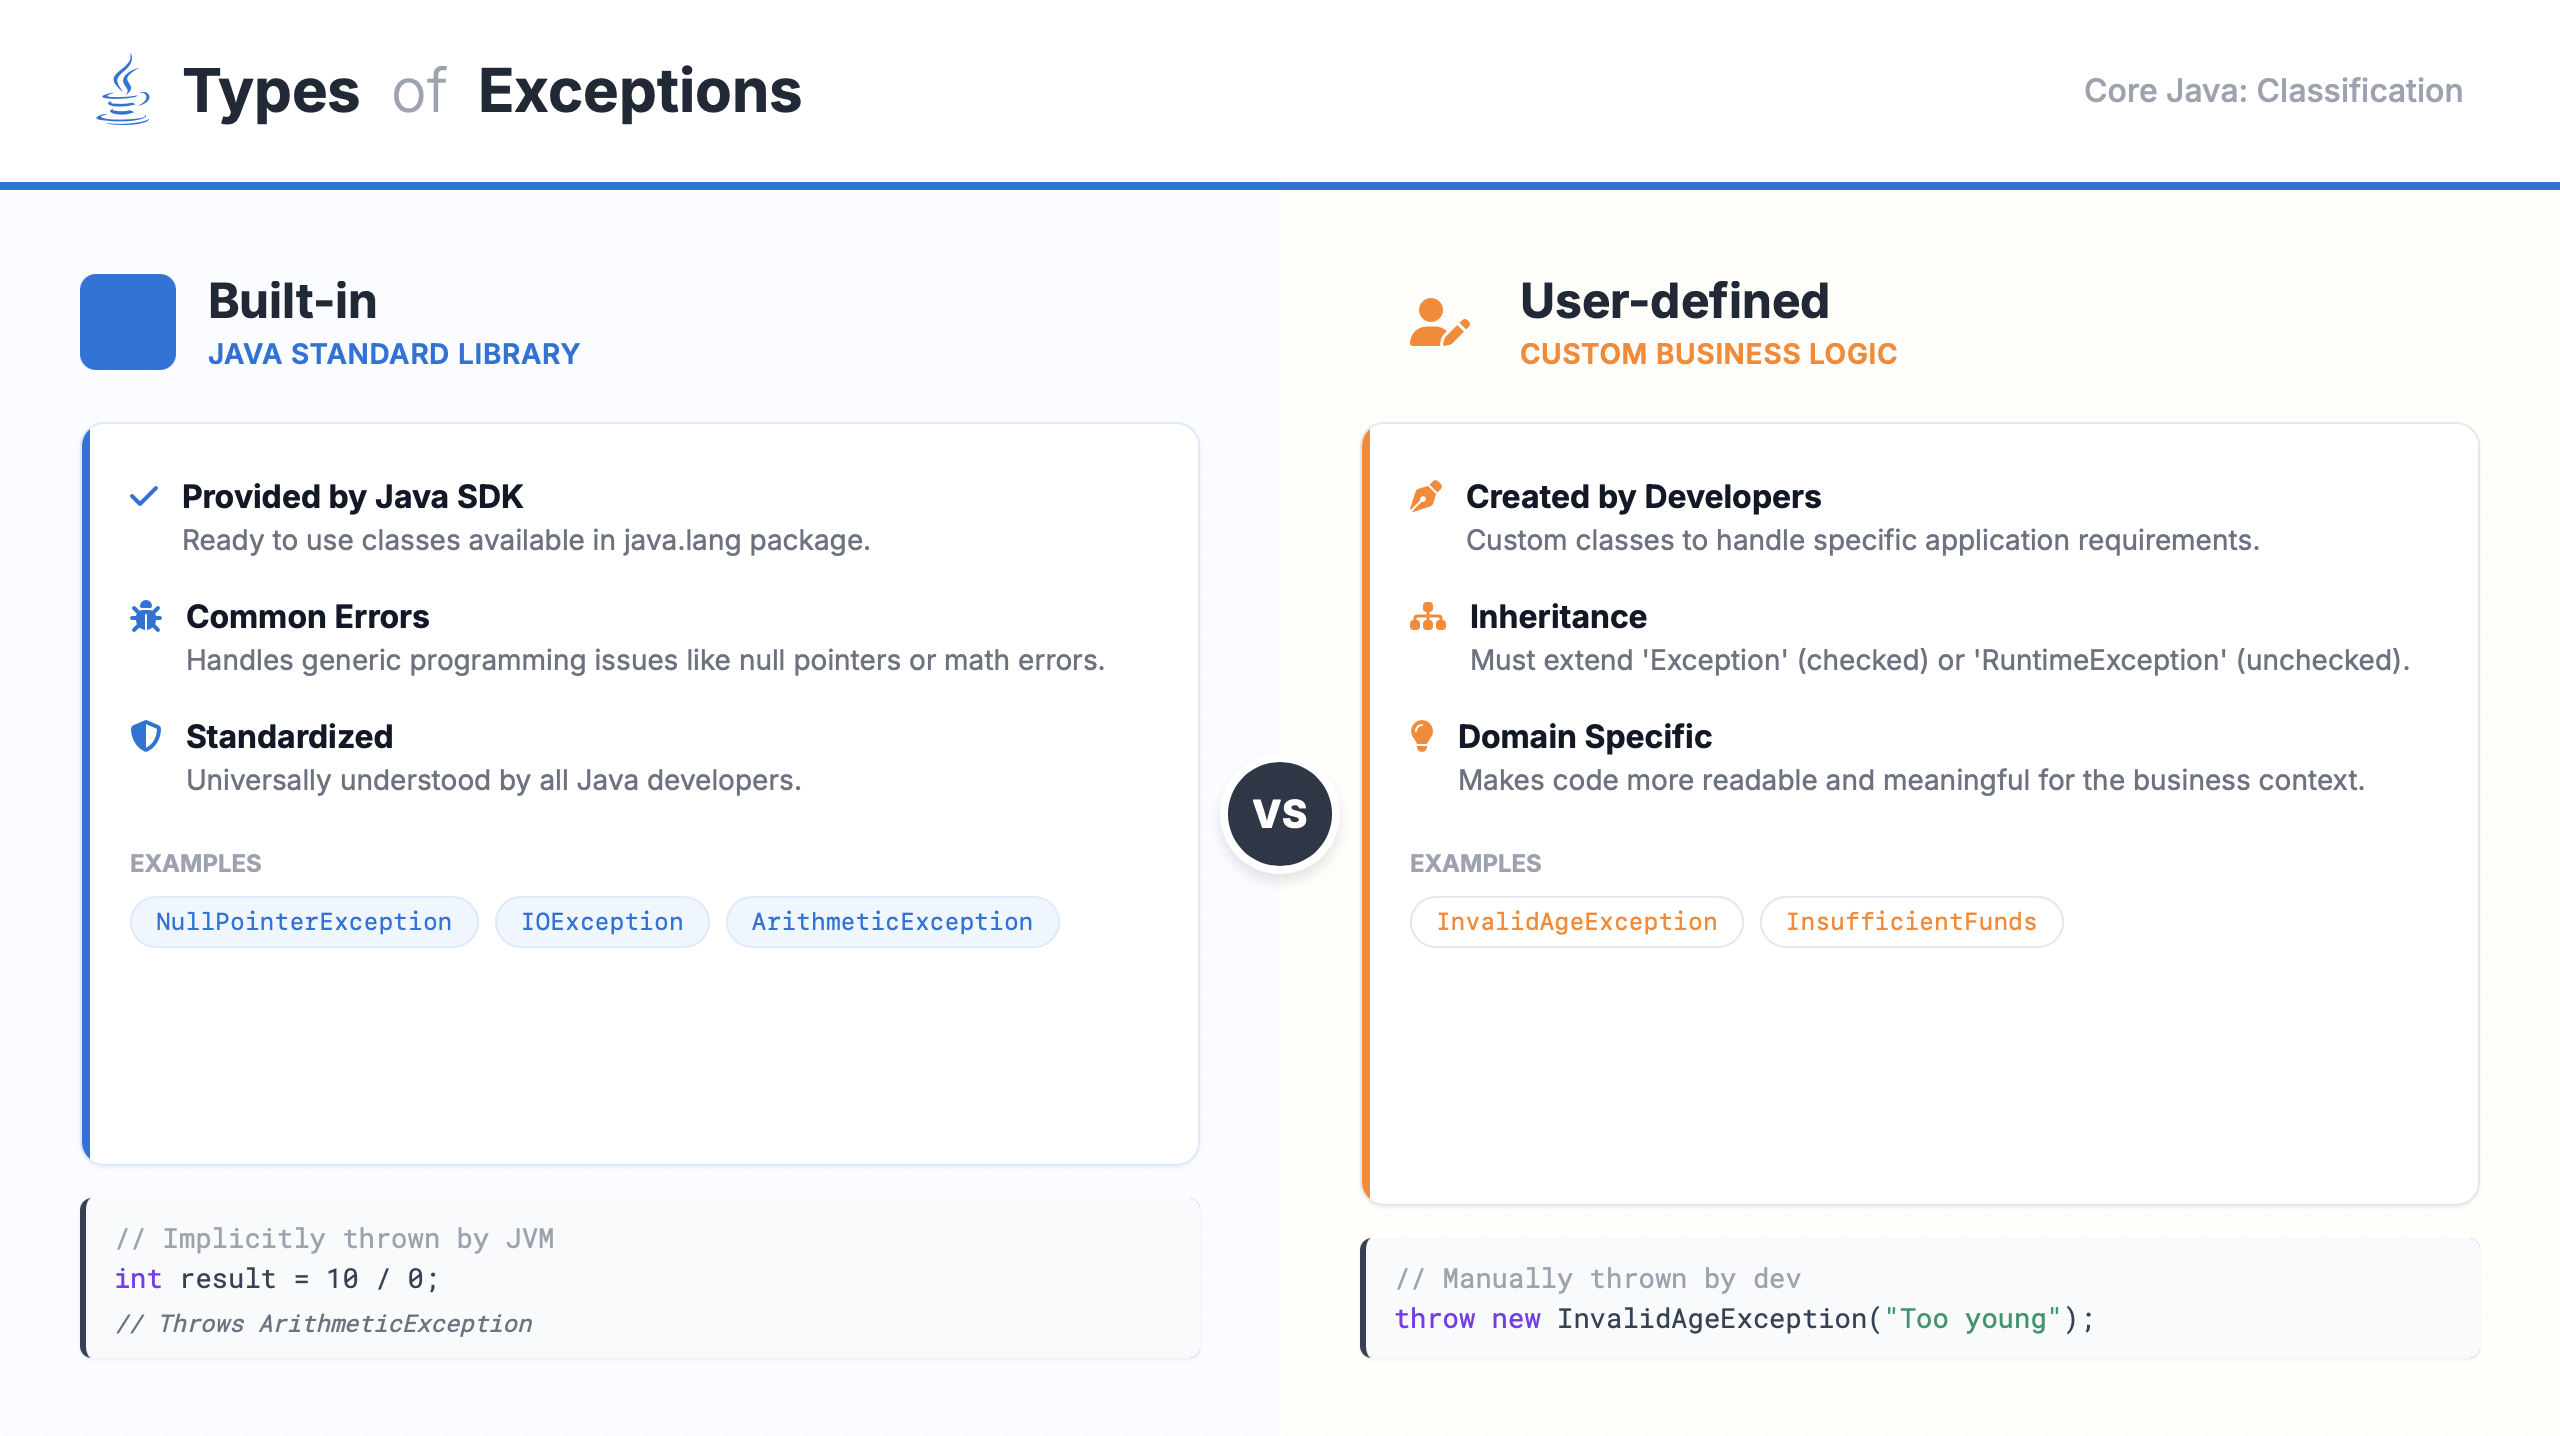 Types of Exceptions
Core Java: Classification
Built-in
JAVA STANDARD LIBRARY
Provided by Java SDK
Ready to use classes available in java.lang package.
Common Errors
Handles generic programming issues like null pointers or math errors.
Standardized
Universally understood by all Java developers.
EXAMPLES
NullPointerException IOException ArithmeticException
// Implicitly thrown by JVM
int result = 10 / 0;
// Throws ArithmeticException
VS
User-defined
CUSTOM BUSINESS LOGIC
Created by Developers
Custom classes to handle specific application requirements.
Inheritance
Must extend 'Exception' (checked) or 'RuntimeException' (unchecked).
Domain Specific
Makes code more readable and meaningful for the business context.
EXAMPLES
InvalidAgeException InsufficientFunds
// Manually thrown by dev
throw new InvalidAgeException("Too young");